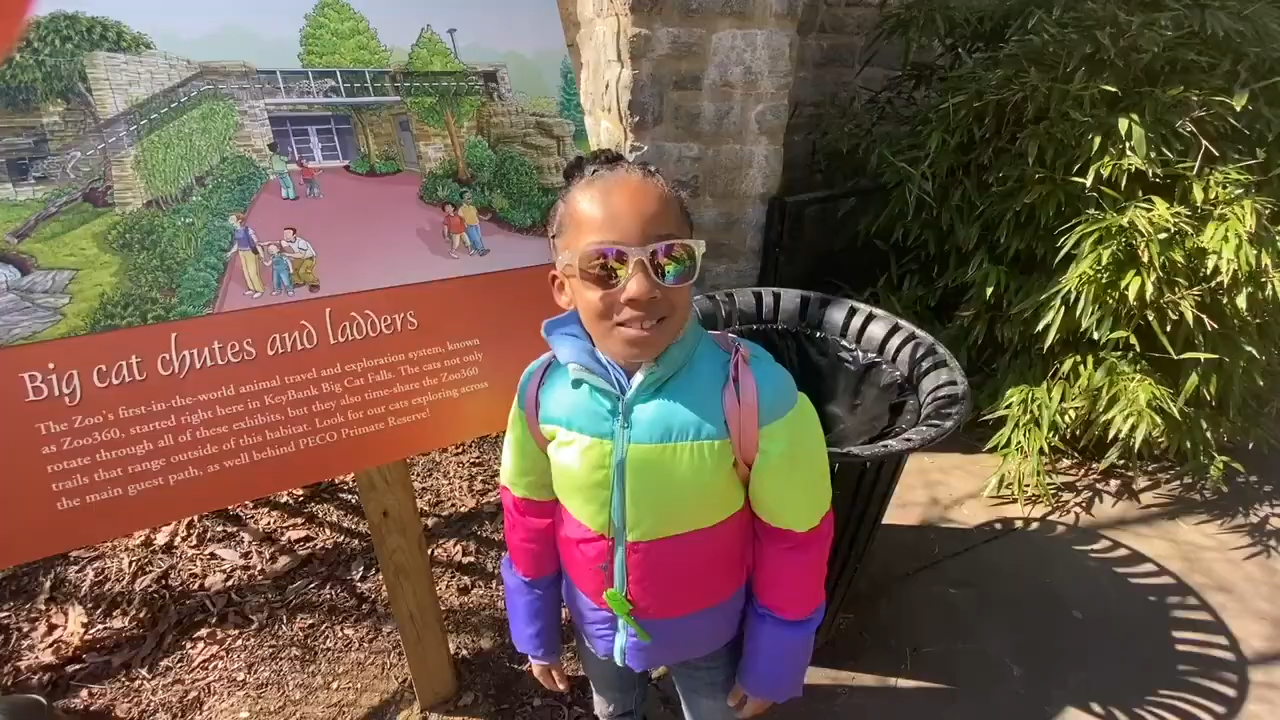 Big cat chutes and ladders
The Zoo's first-in-the-world animal travel and exploration system, known
as Zoo360, started right here in KeyBank Big Cat Falls. The cats not only
rotate through all of these exhibits, but they also time-share the Zoo360
trails that range outside of this habitat. Look for our cats exploring across
the main guest path, as well behind PECO Primate Reserve!